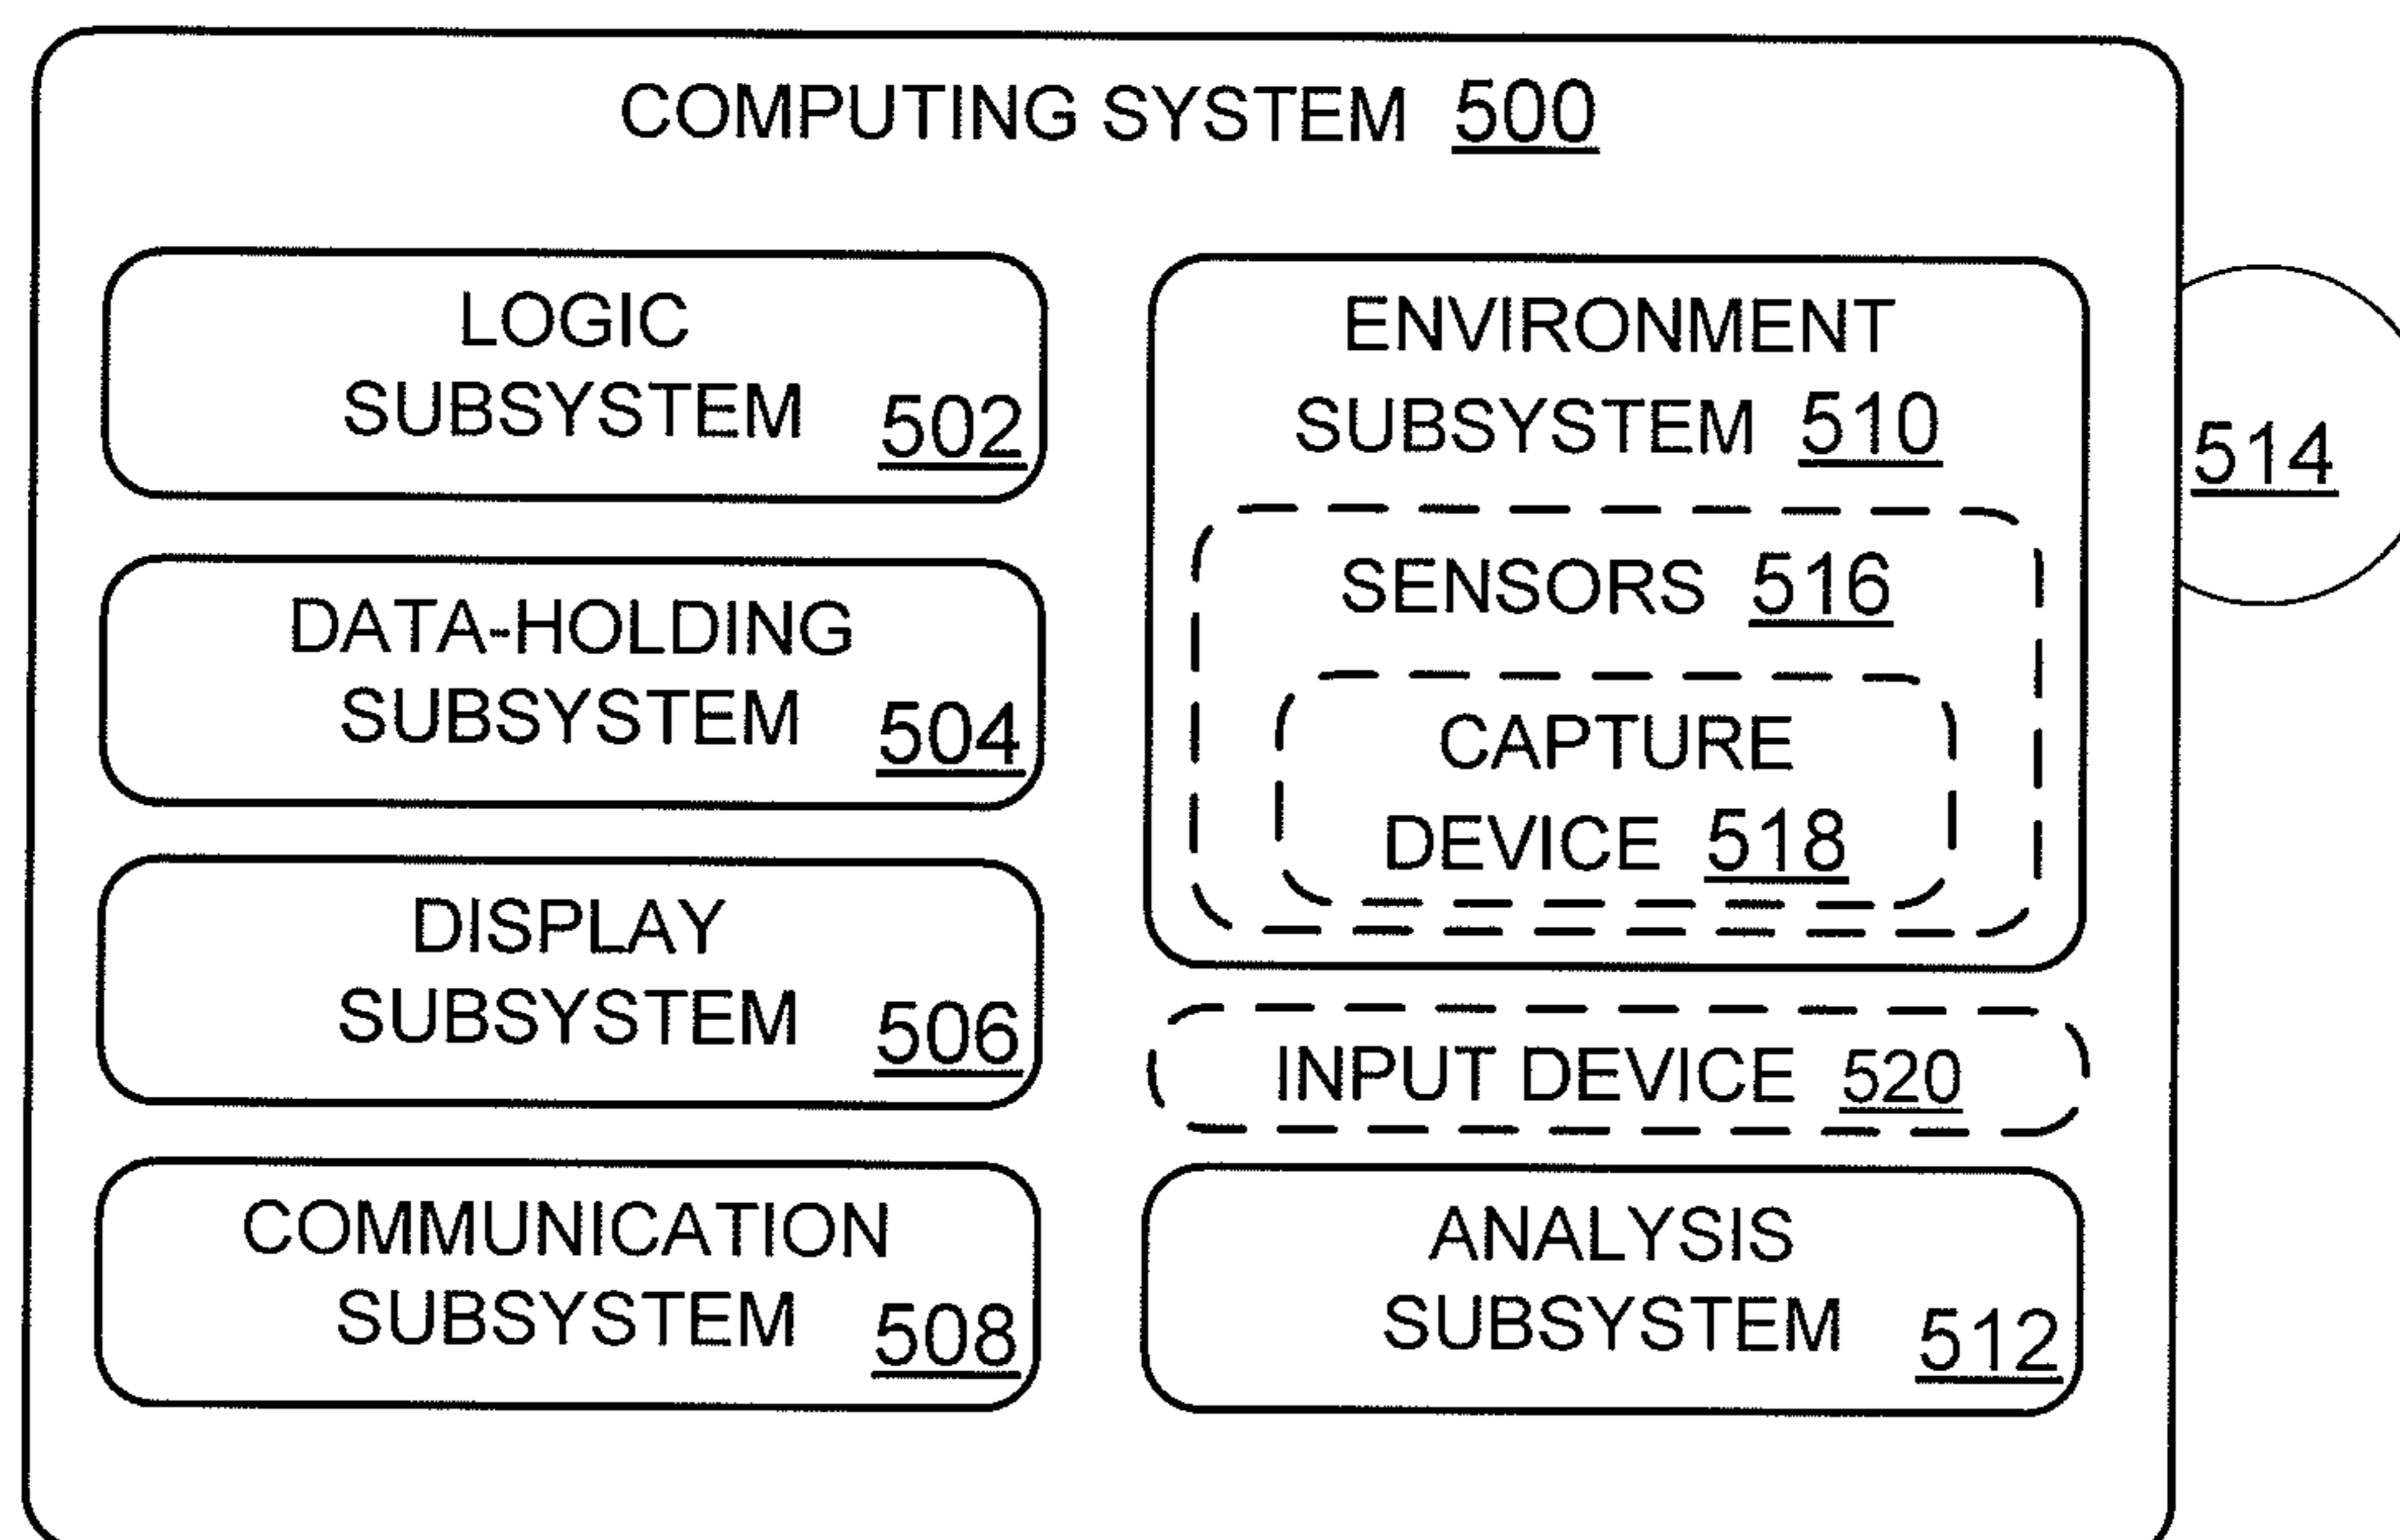 COMPUTING SYSTEM 500
LOGIC
SUBSYSTEM 502
DATA-HOLDING
SUBSYSTEM 504
DISPLAY
SUBSYSTEM 506
COMMUNICATION
SUBSYSTEM 508
ENVIRONMENT
SUBSYSTEM 510
SENSORS 516
CAPTURE
DEVICE 518
INPUT DEVICE 520
ANALYSIS
SUBSYSTEM 512
514